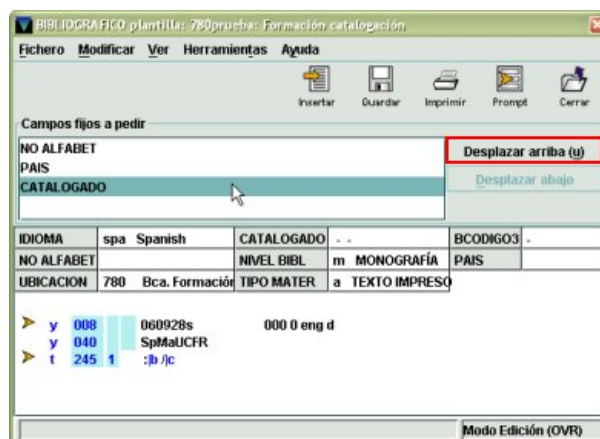 BIBLIOGRAFICO plantilla: 780prueba: Formación catalogación
Fichero Modificar Ver Herramientas Ayuda
Insertar Guardar Imprimir Prompt Cerrar
Campos fijos a pedir
NO ALFABET
PAIS
CATALOGADO
Desplazar arriba (u)
Desplazar abajo
IDIOMA spa Spanish CATALOGADO - - BCODIGO3 -
NO ALFABET NIVEL BIBL m MONOGRAFÍA PAIS
UBICACION 780 Bca. Formación TIPO MATER a TEXTO IMPRESO
y 008 060928s 000 0 eng d
y 040 SpMaUCFR
t 245 1 :|b /|c
Modo Edición (OVR)